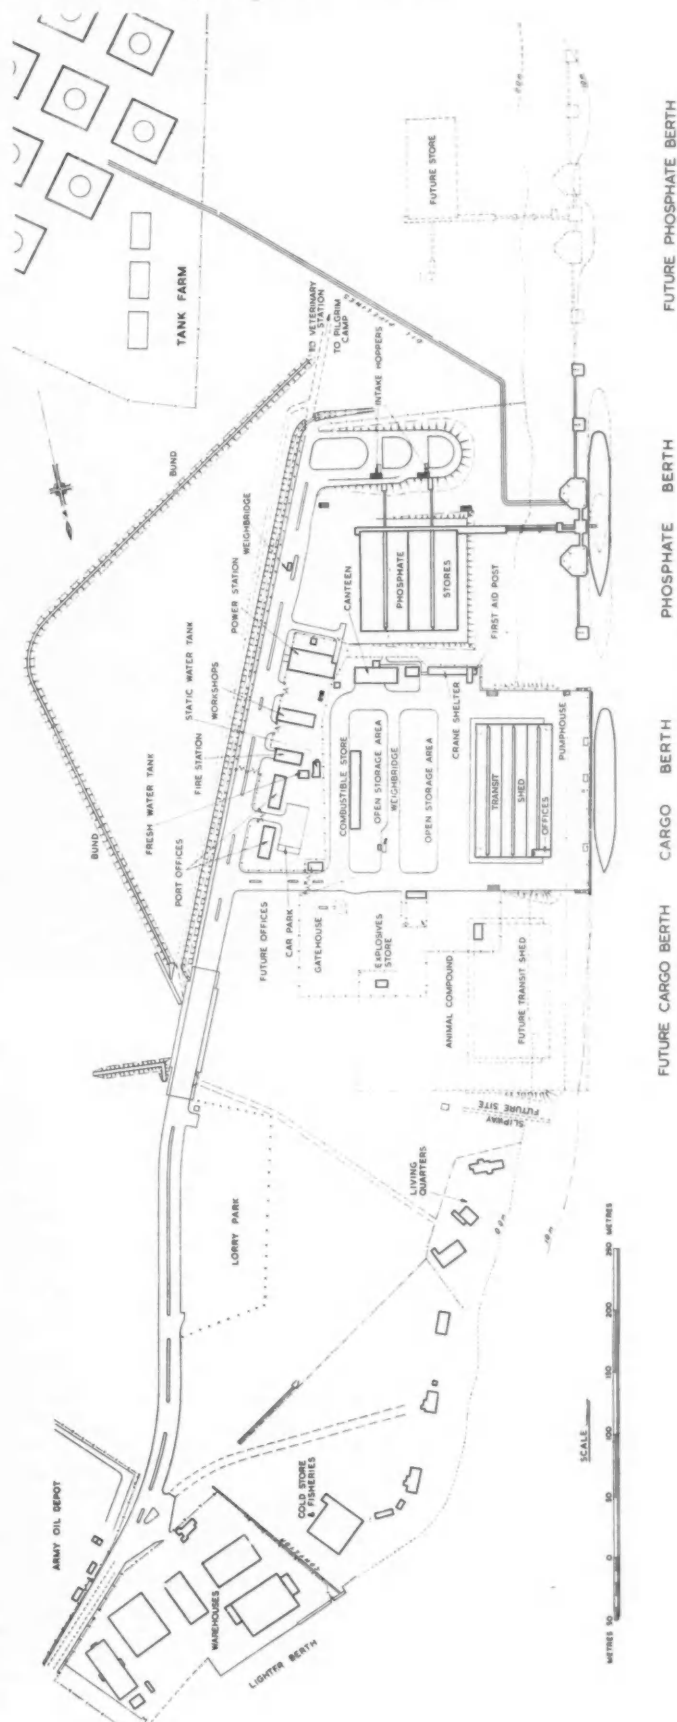 TANK FARM
FUTURE STORE
OIL PIPELINES
TO VETERINARY
STATION
TO PILGRIM
CAMP
INTAKE HOPPERS
BUND
WEIGHBRIDGE
POWER STATION
CANTEEN
PHOSPHATE
STORES
FIRST AID POST
STATIC WATER TANK
WORKSHOPS
FIRE STATION
FRESH WATER TANK
COMBUSTIBLE STORE
OPEN STORAGE AREA
WEIGHBRIDGE
OPEN STORAGE AREA
CRANE SHELTER
BUND
PORT OFFICES
TRANSIT
SHED
OFFICES
PUMPHOUSE
FUTURE OFFICES
CAR PARK
GATEHOUSE
EXPLOSIVES
STORE
ANIMAL COMPOUND
FUTURE TRANSIT SHED
SLIPWAY
FUTURE SITE
LIVING
QUARTERS
LORRY PARK
ARMY OIL DEPOT
COLD STORE
& FISHERIES
WAREHOUSES
LIGHTER BERTH
SCALE
METRES 50 0 50 100 150 200 250 METRES
FUTURE CARGO BERTH
CARGO BERTH
PHOSPHATE BERTH
FUTURE PHOSPHATE BERTH